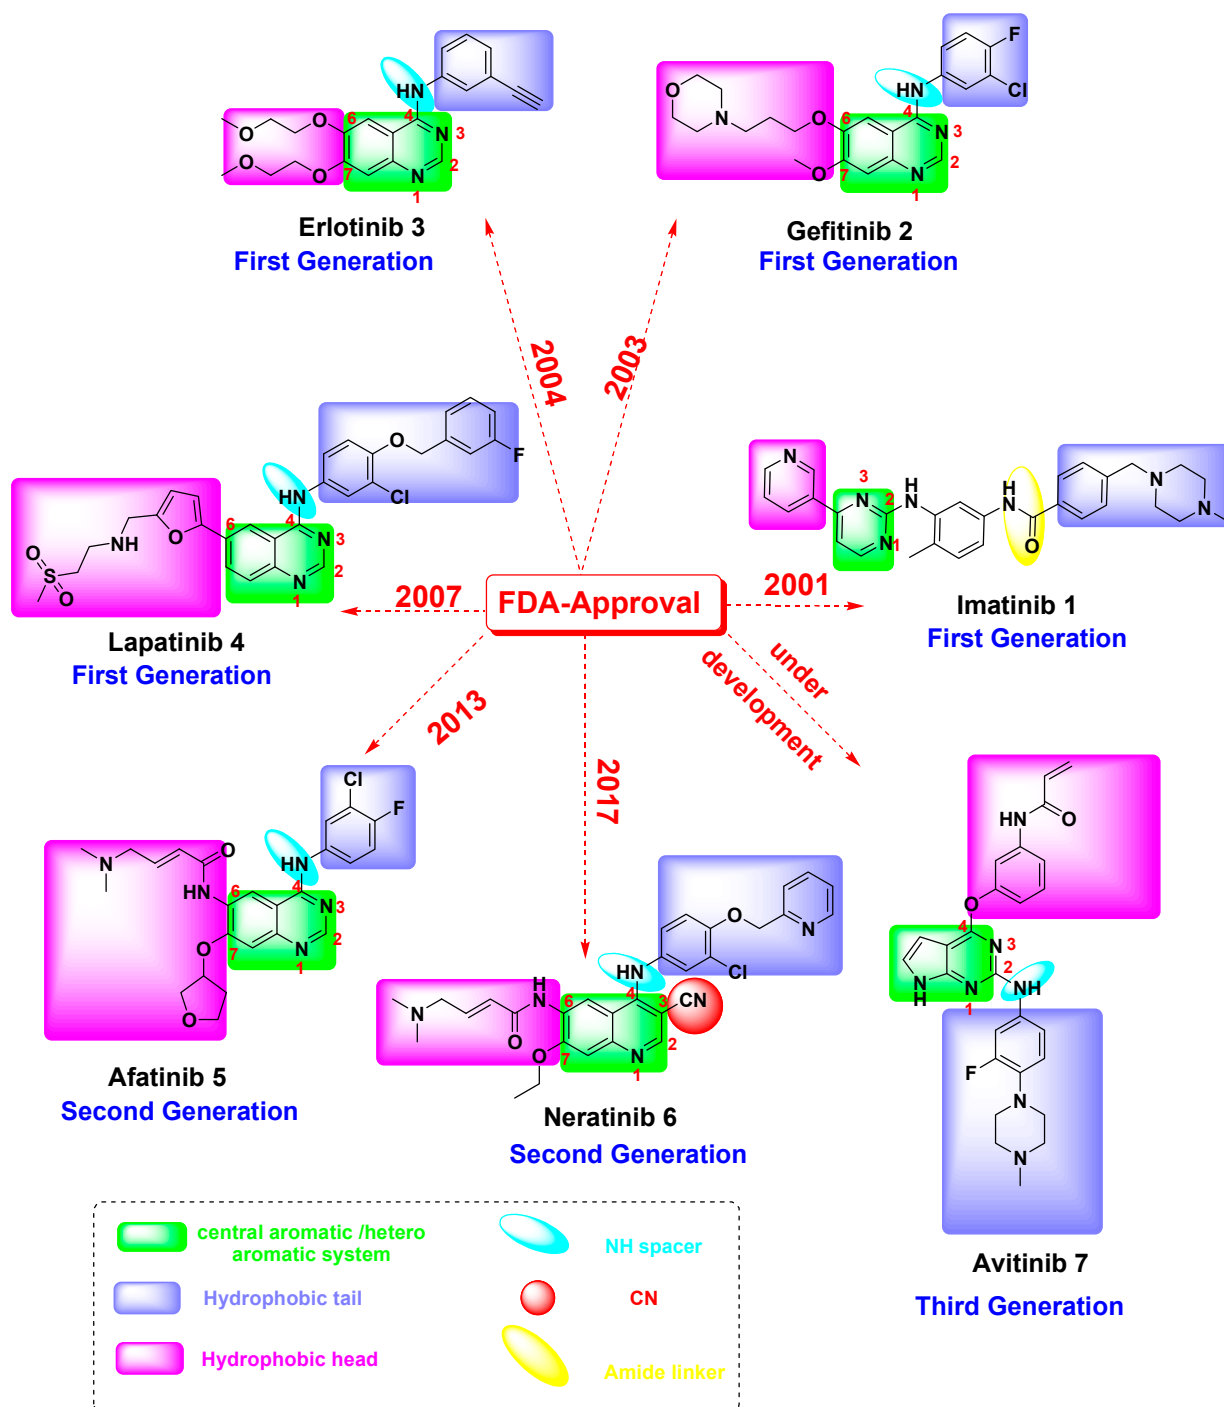 F
Cl
HN
4
N
3
2
N
1
6
7
O
O
O
O
Erlotinib 3
First Generation
HN
4
N
3
2
N
1
6
7
O
N
O
O
Gefitinib 2
First Generation
2004
2003
O
F
Cl
HN
4
N
3
2
N
1
6
O
NH
O
S
O
Lapatinib 4
First Generation
N
3
N
2
H
N
N
1
H
N
O
N
N
Imatinib 1
First Generation
2007
FDA-Approval
2001
2013
2017
under
development
Cl
F
HN
4
N
3
2
N
1
6
7
O
N
HN
O
O
Afatinib 5
Second Generation
O
N
Cl
HN
4
3
CN
2
N
1
6
7
H
N
O
N
O
Neratinib 6
Second Generation
O
HN
O
4
N
3
2
N
1
N
H
NH
F
N
N
Avitinib 7
Third Generation
central aromatic /hetero
aromatic system
NH spacer
Hydrophobic tail
CN
Hydrophobic head
Amide linker